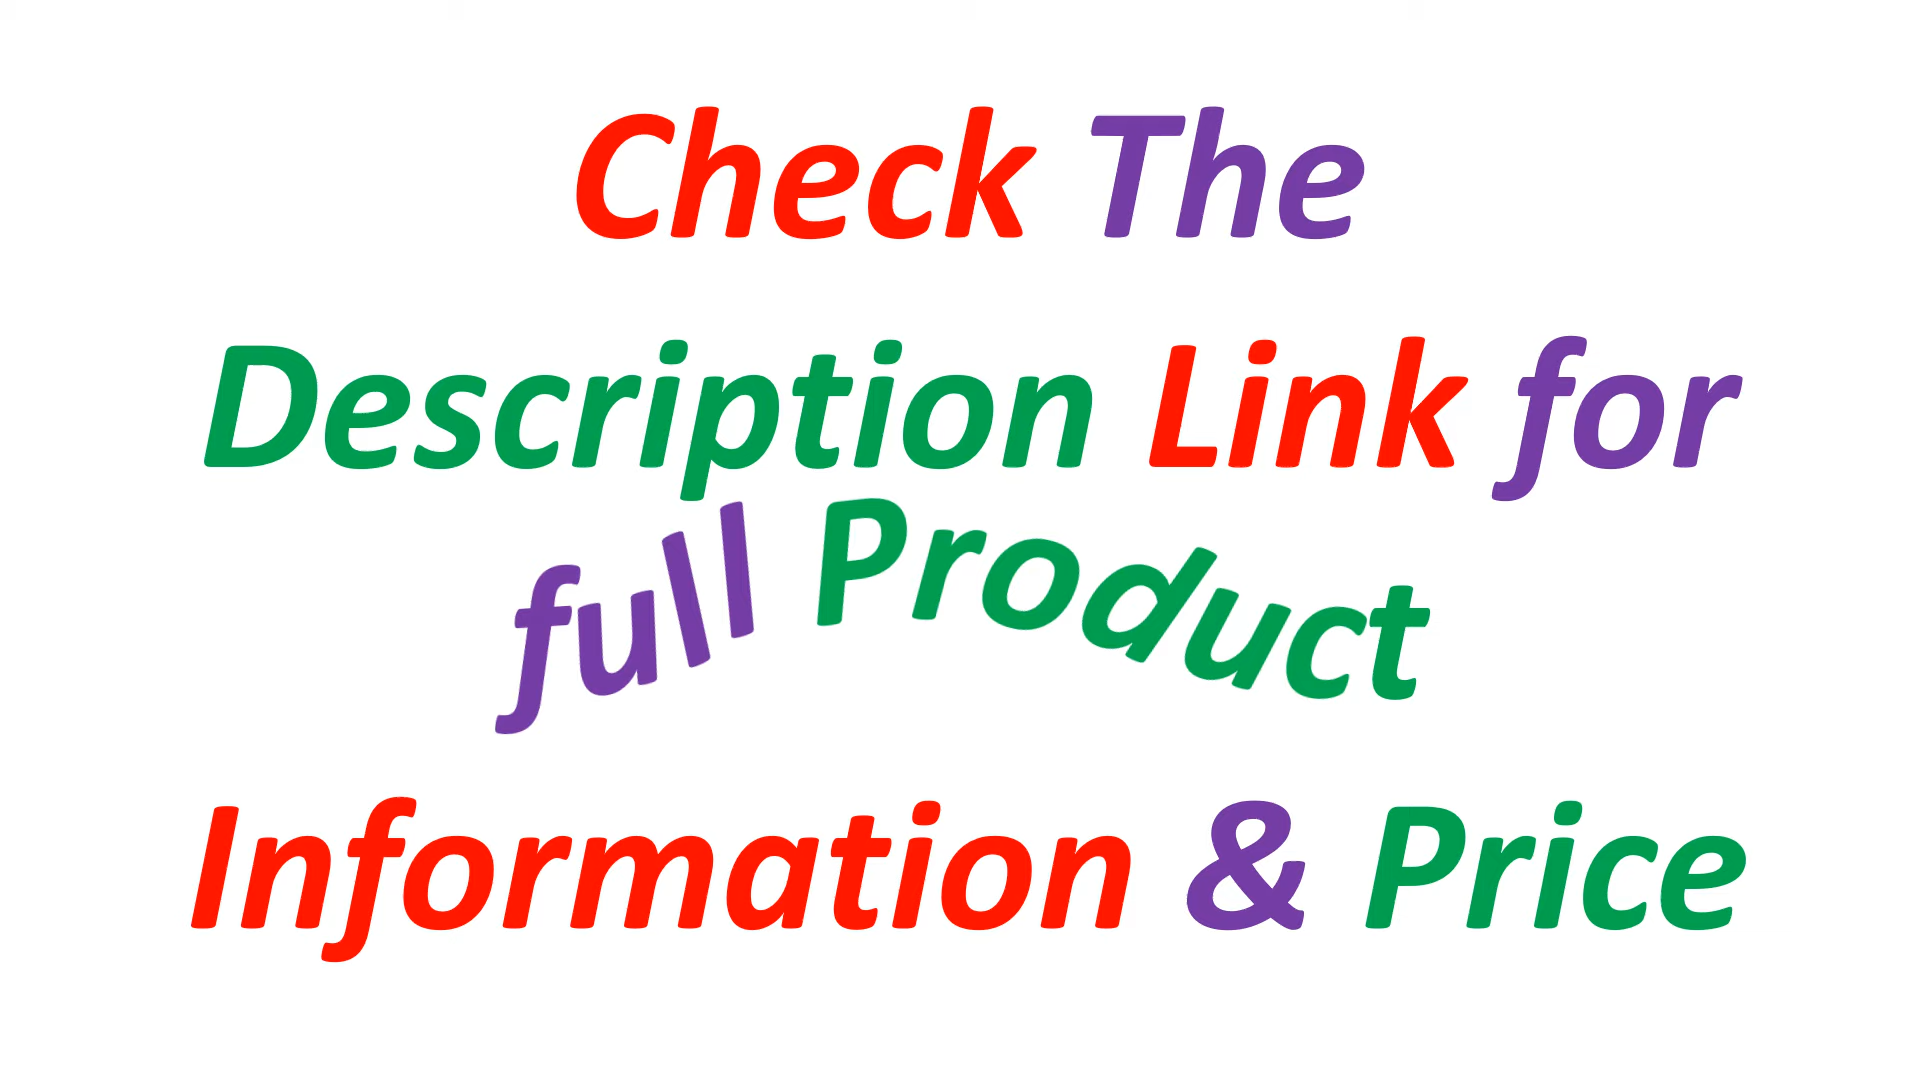 Check The
Description Link for
full Product
Information & Price